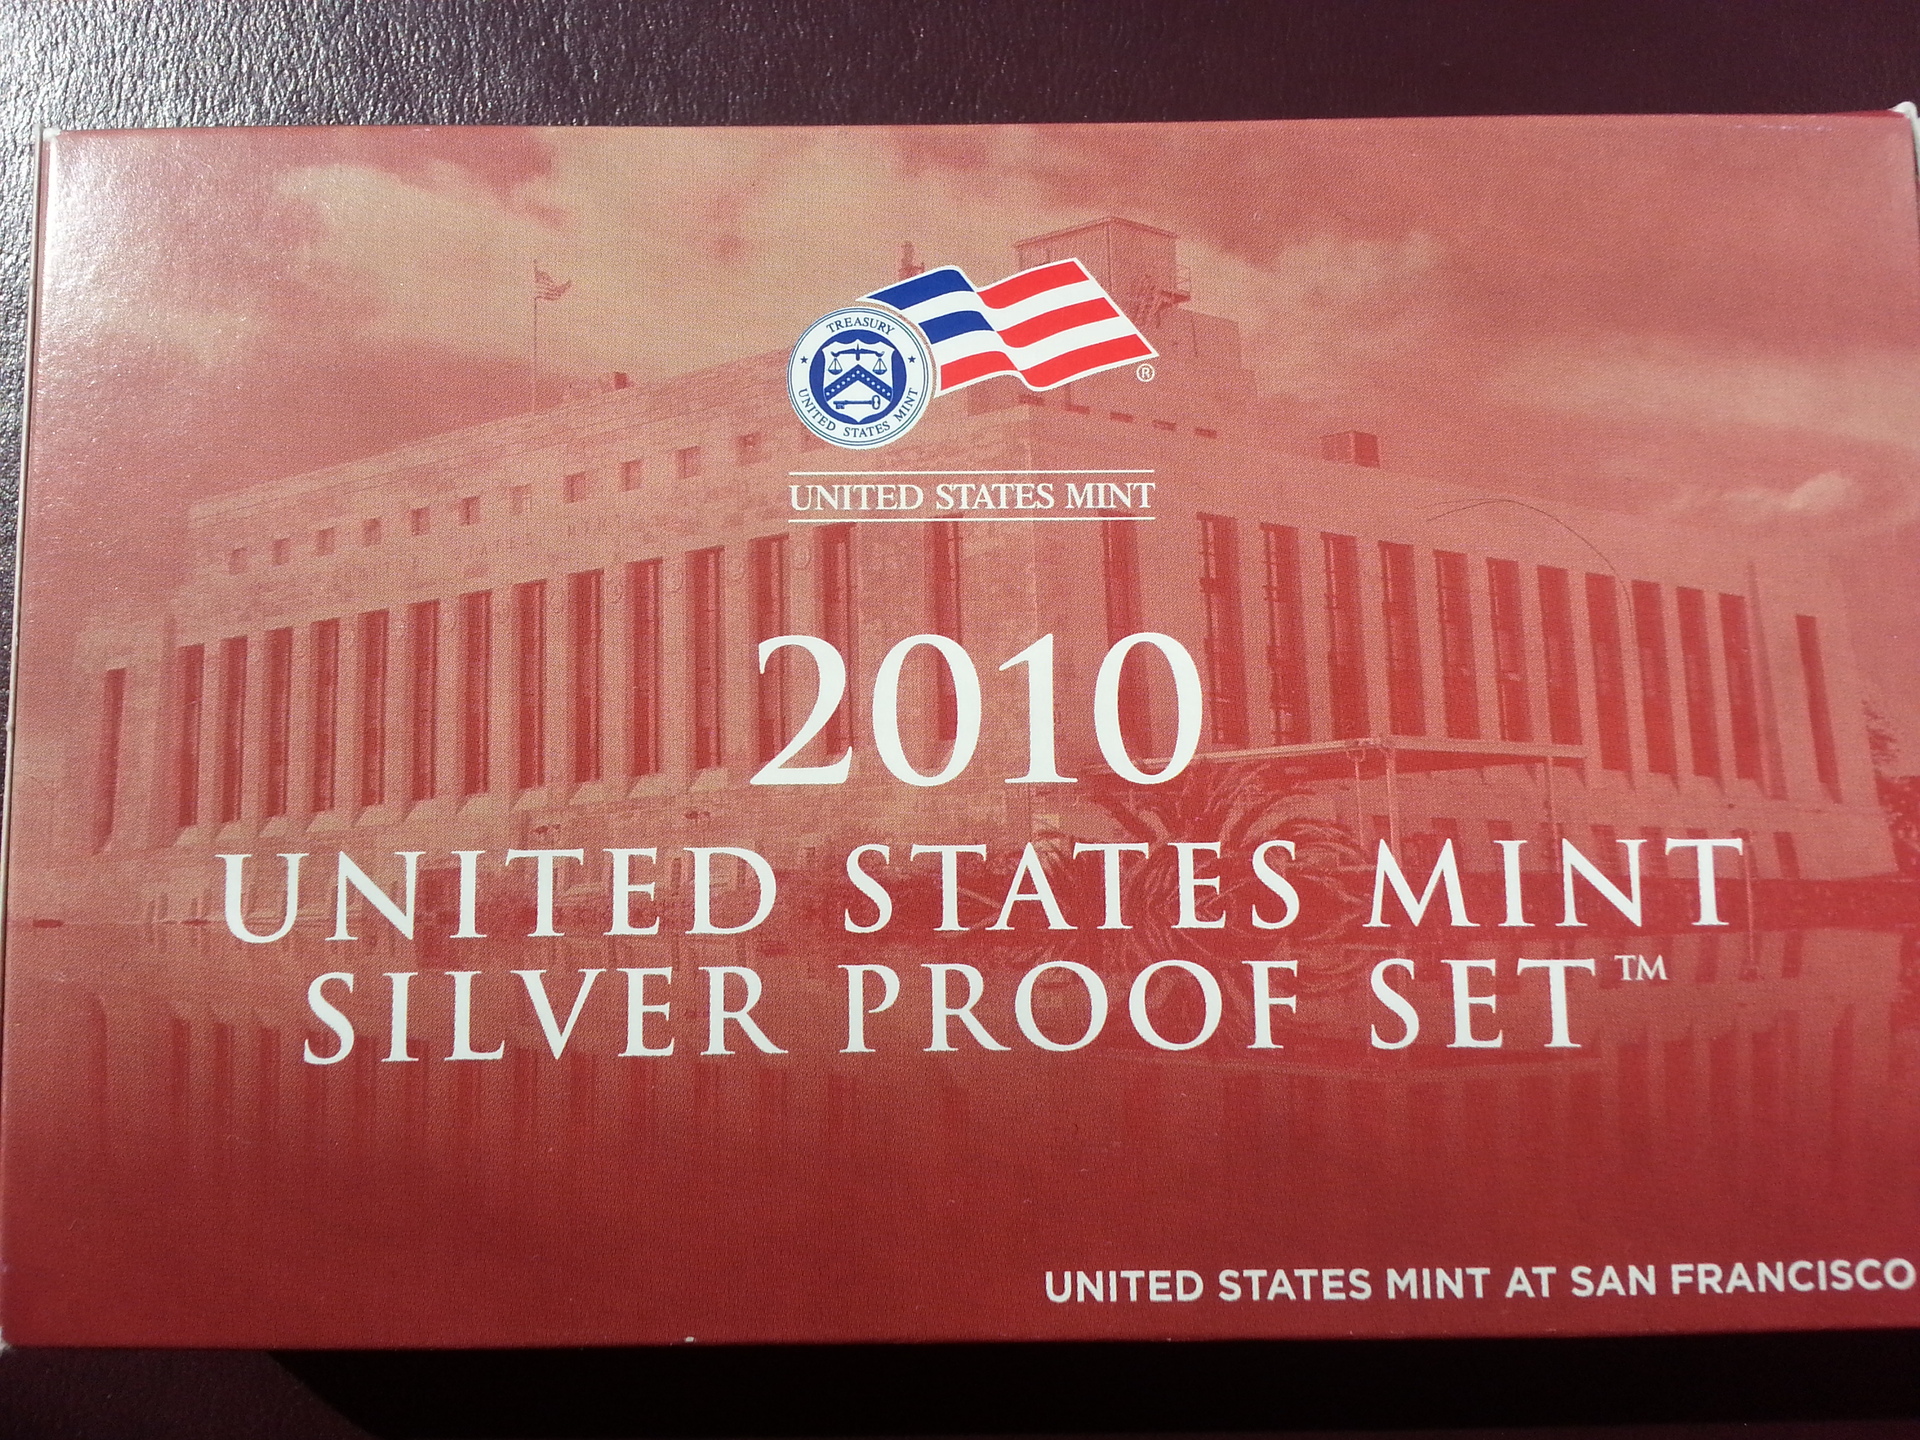 TREASURY
UNITED STATES MINT
®
UNITED STATES MINT
2010
UNITED STATES MINT
SILVER PROOF SET™
UNITED STATES MINT AT SAN FRANCISCO